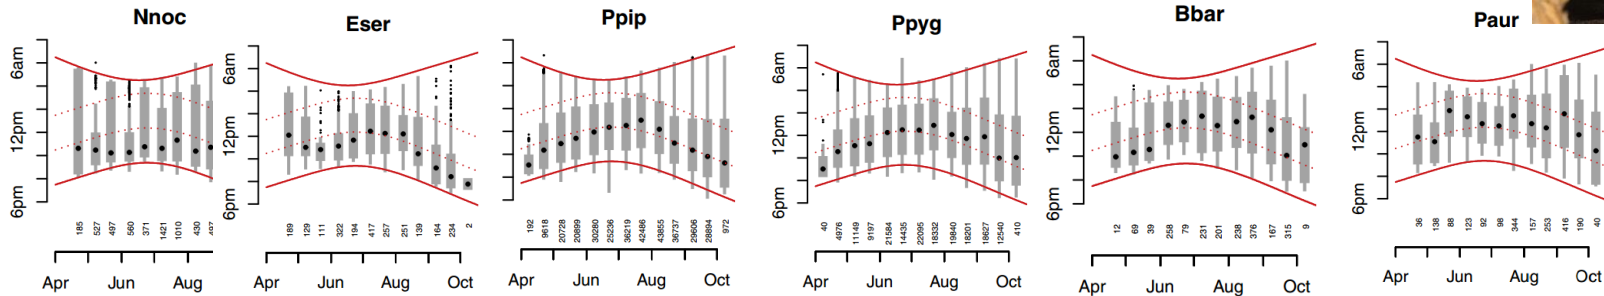 Nnoc
6am
12pm
6pm
185
527
497
560
371
1421
1010
430
Apr
Jun
Aug
Eser
6am
12pm
6pm
189
129
111
322
194
417
257
251
139
164
234
2
Apr
Jun
Aug
Oct
Ppip
6am
12pm
6pm
192
9618
20728
20899
30280
25236
36219
42486
43855
36737
29606
28894
972
Apr
Jun
Aug
Oct
Ppyg
6am
12pm
6pm
40
4976
11149
9197
21584
14435
22095
18332
19840
18201
18627
12540
410
Apr
Jun
Aug
Oct
Bbar
6am
12pm
6pm
12
69
39
258
79
231
201
238
376
167
315
9
Apr
Jun
Aug
Oct
Paur
6am
12pm
6pm
36
138
88
123
92
98
344
157
253
416
190
40
Apr
Jun
Aug
Oct